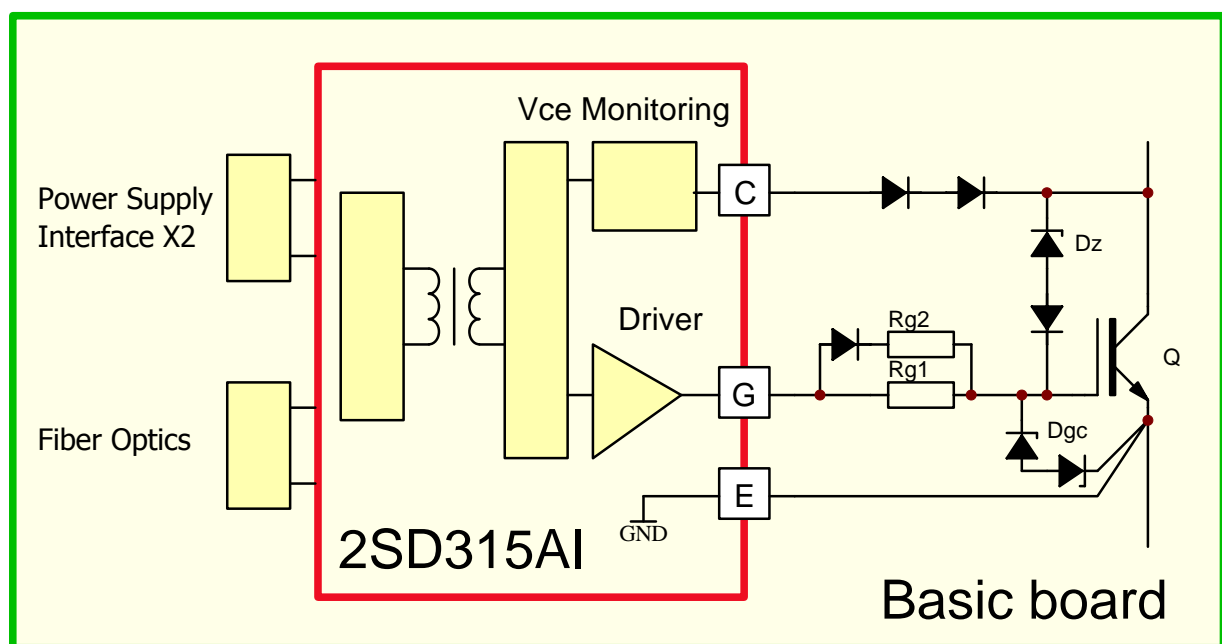 Vce Monitoring
Power Supply
Interface X2
C
Dz
Driver
Rg2
Rg1
Q
G
Fiber Optics
Dgc
E
GND
2SD315AI
Basic board